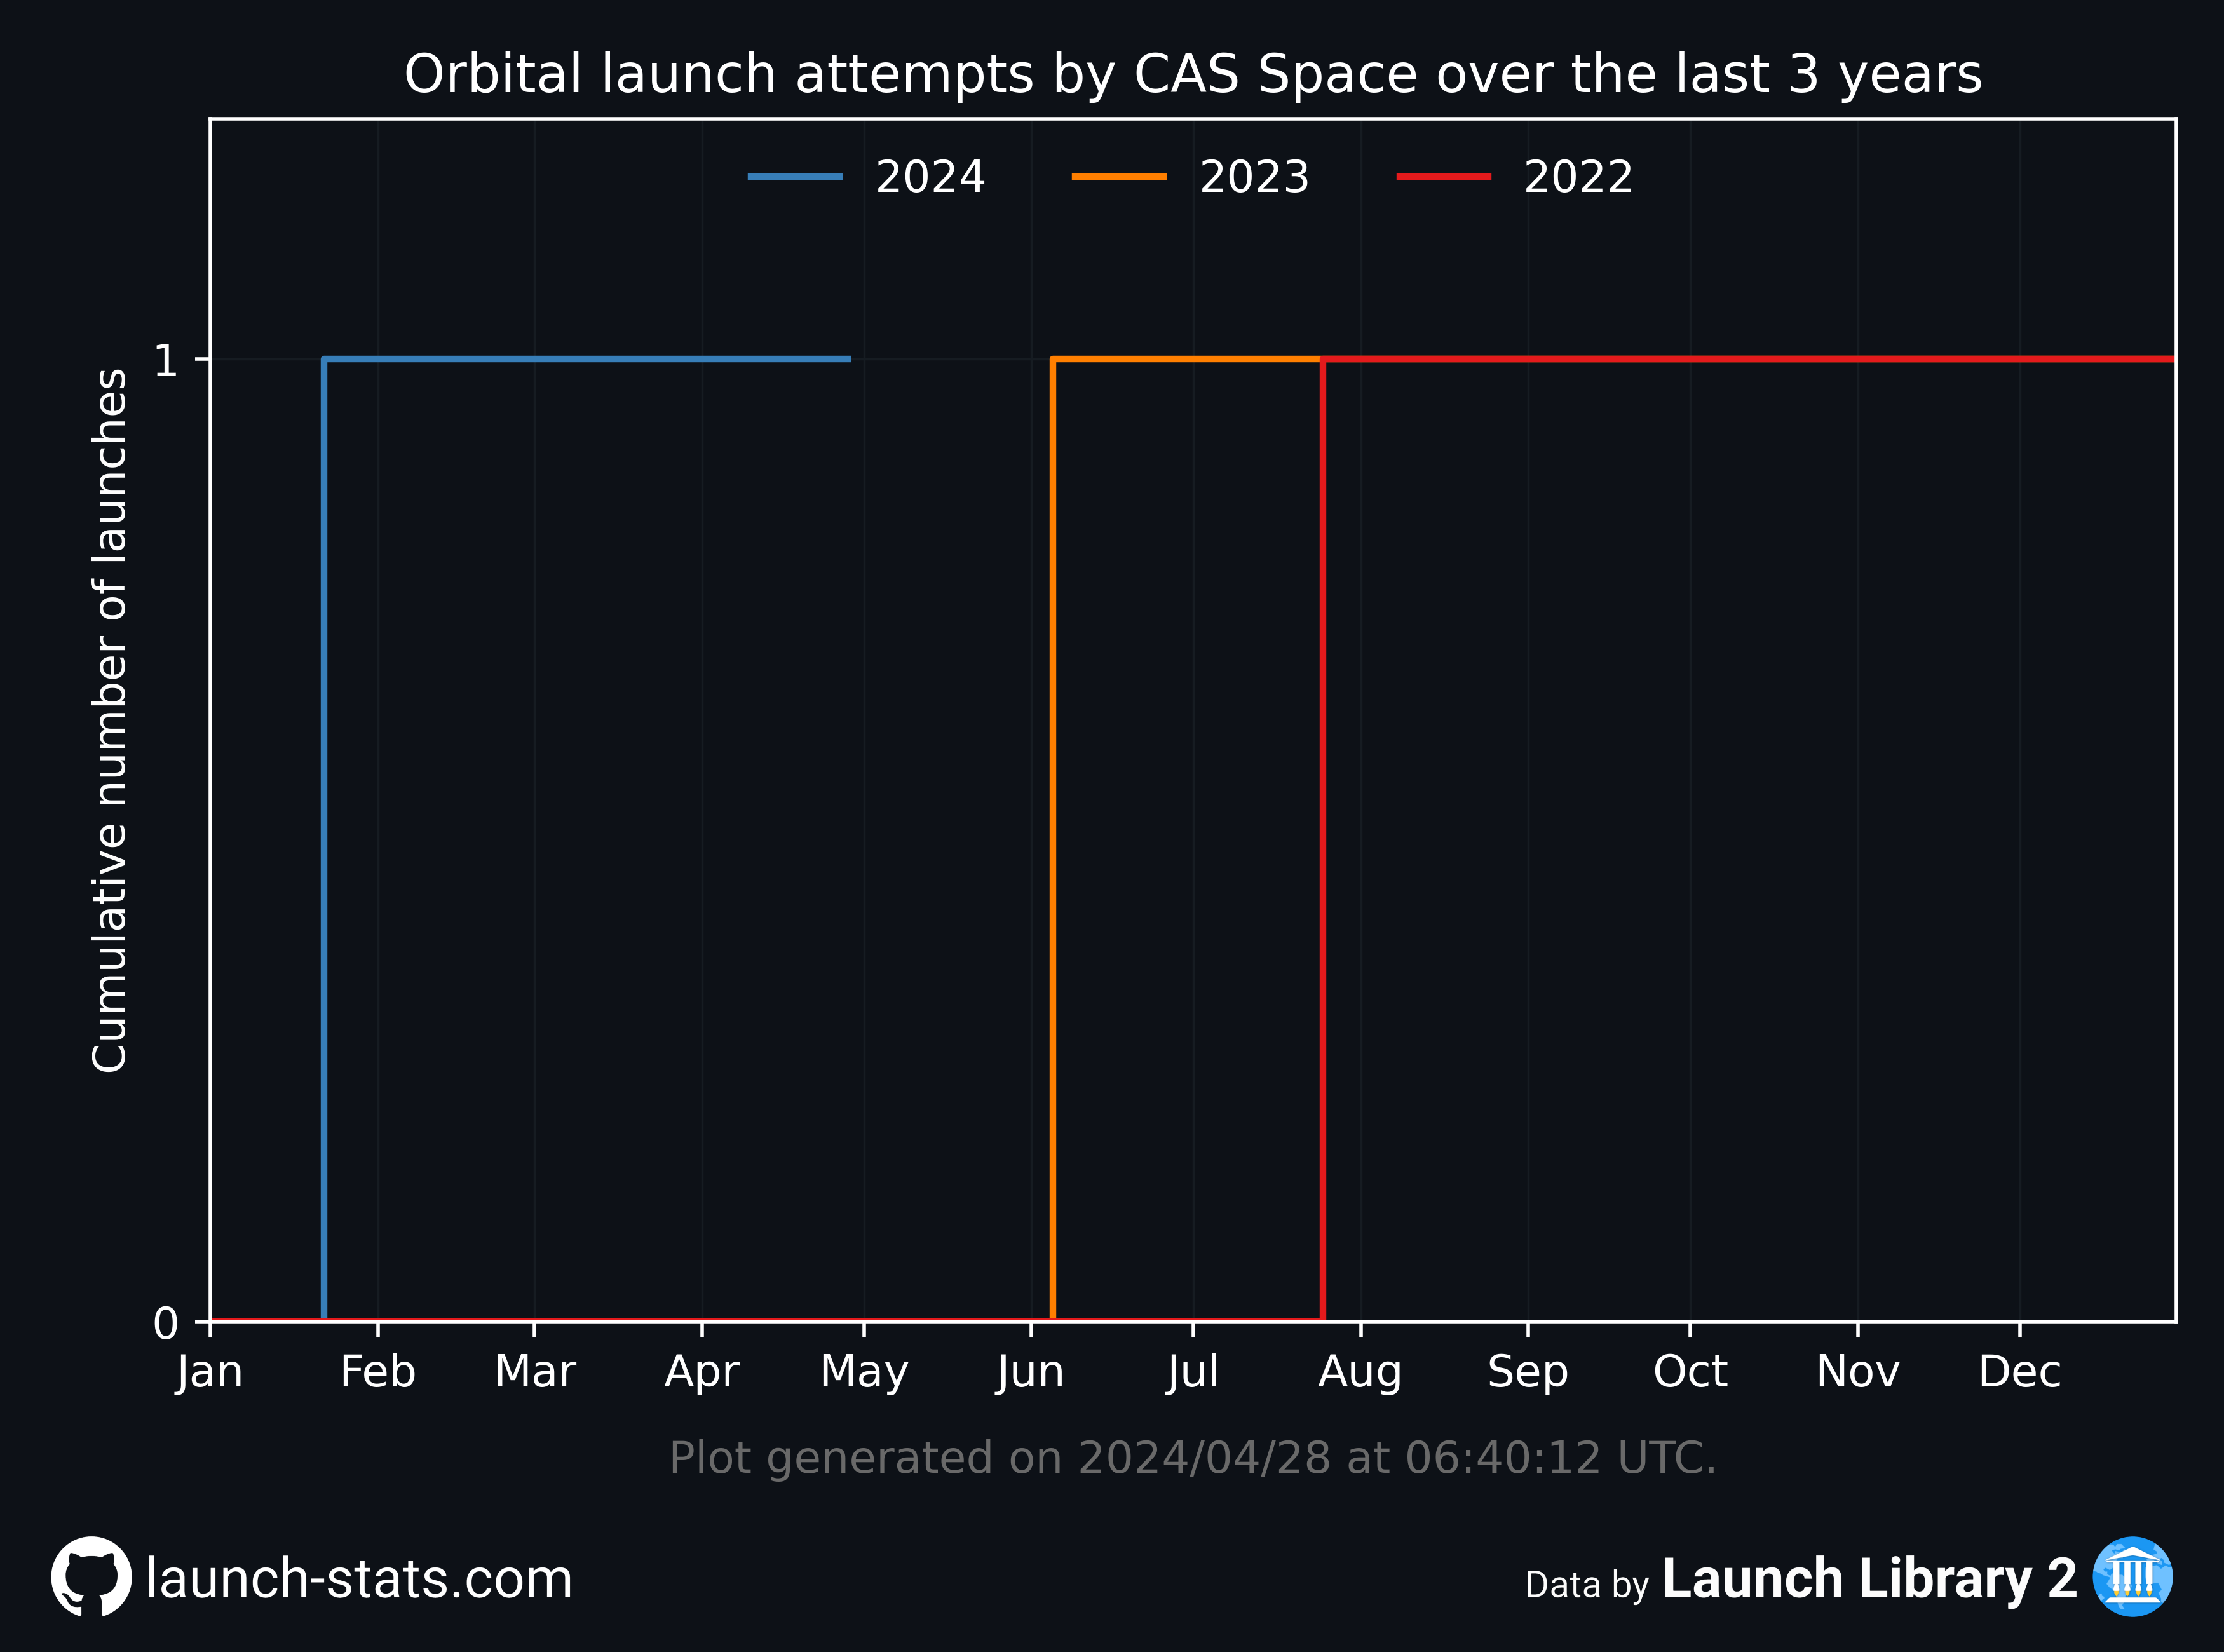 Orbital launch attempts by CAS Space over the last 3 years
2024 2023 2022
Cumulative number of launches
1
0
Jan Feb Mar Apr May Jun Jul Aug Sep Oct Nov Dec
Plot generated on 2024/04/28 at 06:40:12 UTC.
launch-stats.com
Data by Launch Library 2